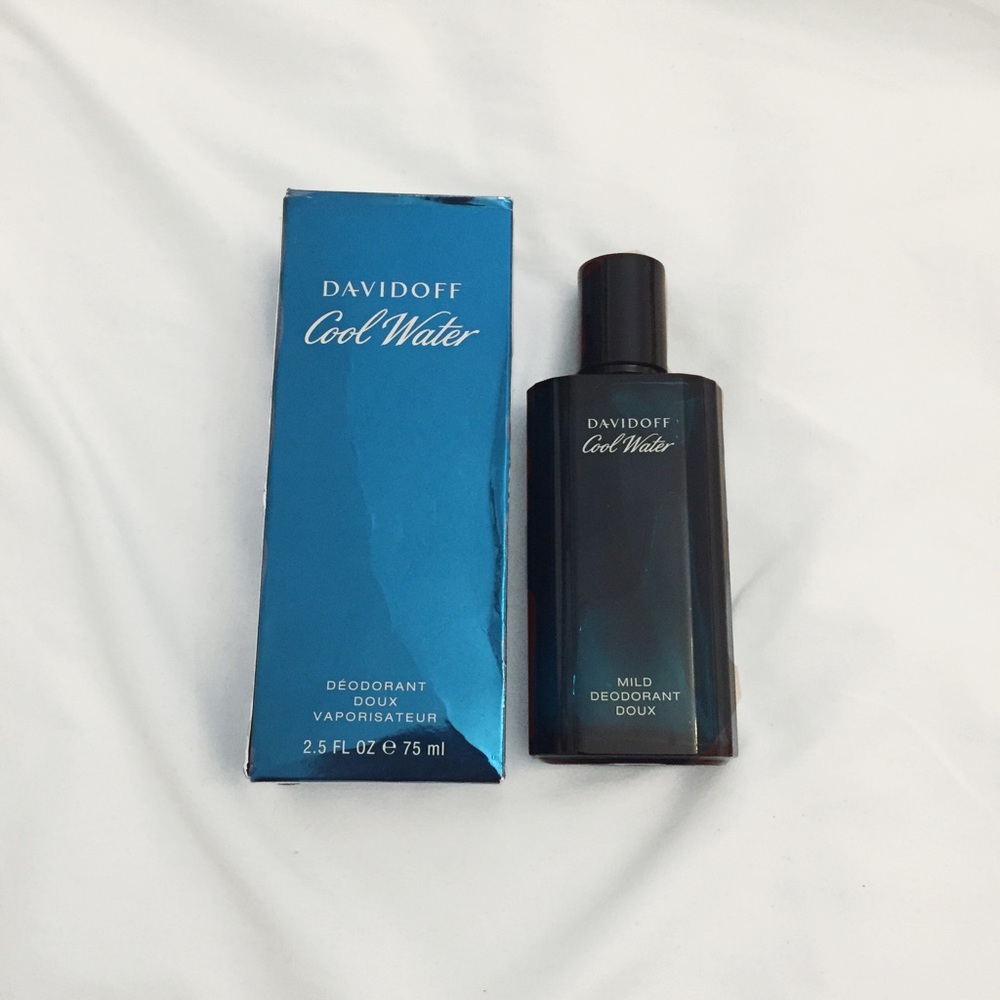 DAVIDOFF
Cool Water
DÉODORANT
DOUX
VAPORISATEUR
2.5 FL OZ ℮ 75 ml
DAVIDOFF
Cool Water
MILD
DEODORANT
DOUX